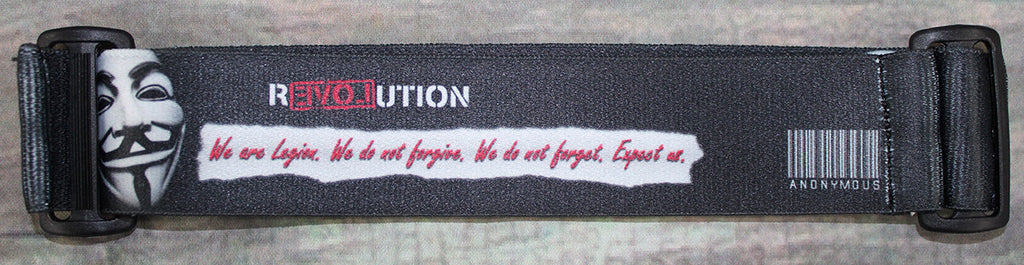 REVOLUTION
We are Legion. We do not forgive. We do not forget. Expect us.
ANONYMOUS